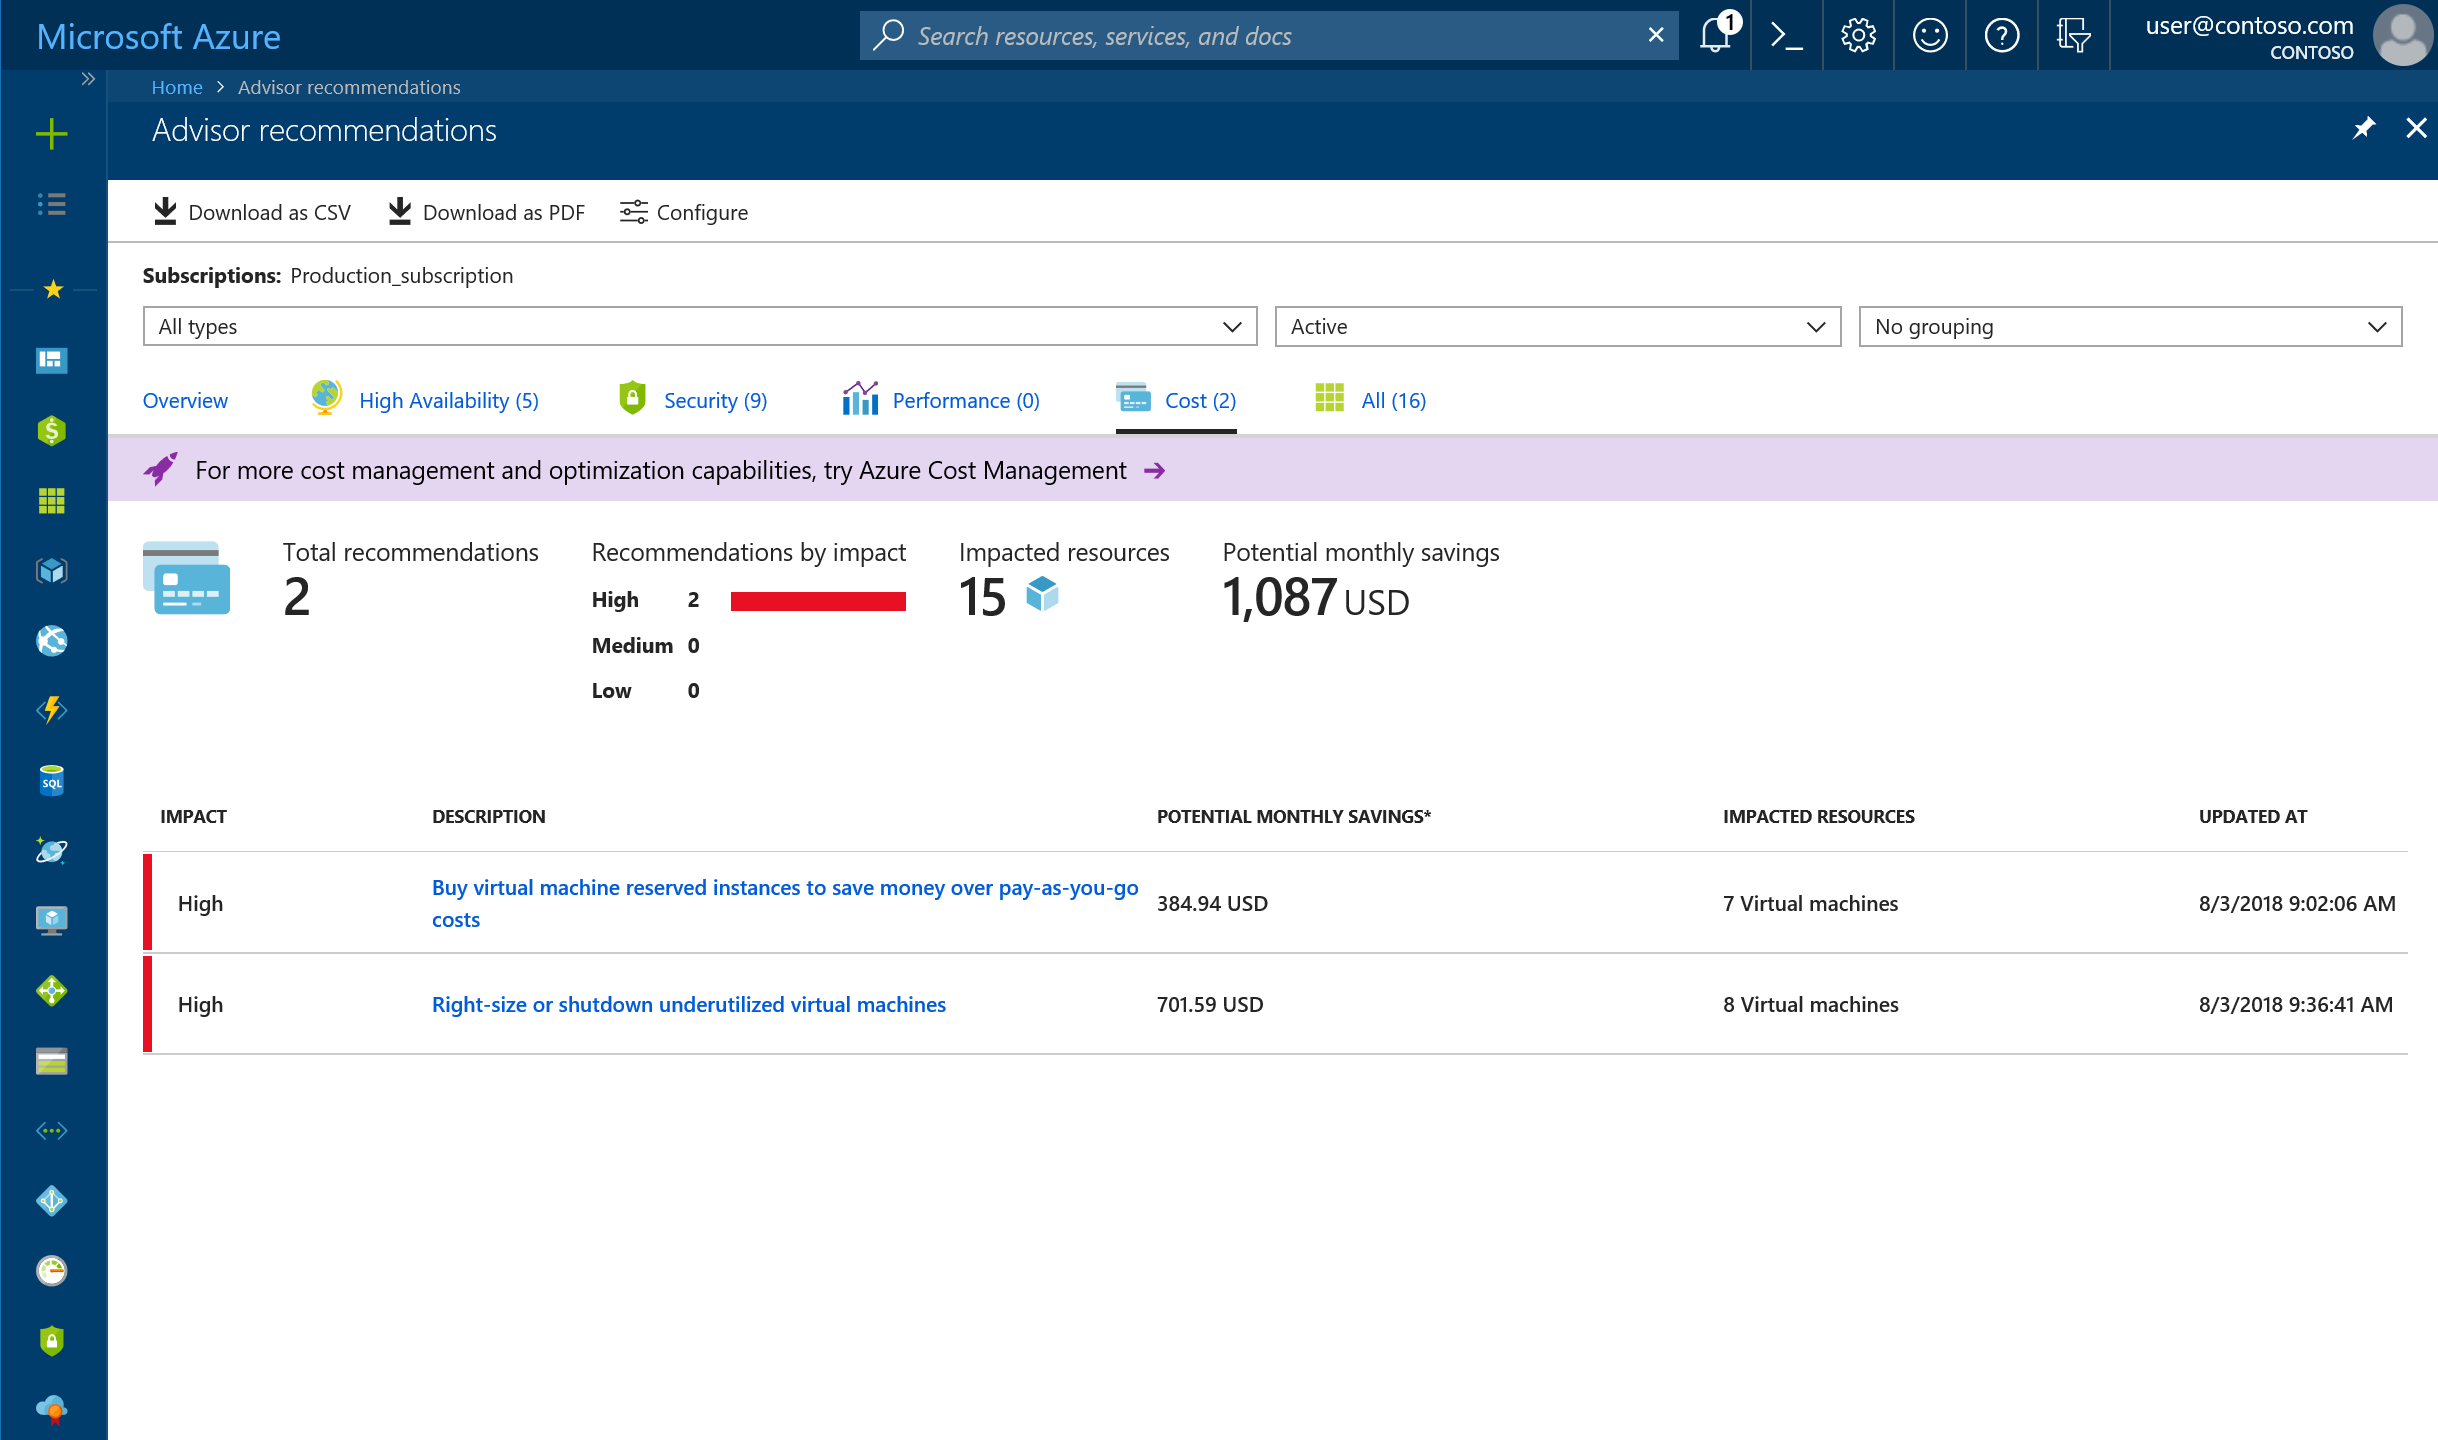 Microsoft Azure
Search resources, services, and docs
1
user@contoso.com
CONTOSO
Home > Advisor recommendations
Advisor recommendations
Download as CSV
Download as PDF
Configure
Subscriptions: Production_subscription
All types
Active
No grouping
Overview
High Availability (5)
Security (9)
Performance (0)
Cost (2)
All (16)
For more cost management and optimization capabilities, try Azure Cost Management
Total recommendations
2
Recommendations by impact
High 2
Medium 0
Low 0
Impacted resources
15
Potential monthly savings
1,087 USD
SQL
IMPACT DESCRIPTION POTENTIAL MONTHLY SAVINGS* IMPACTED RESOURCES UPDATED AT
High
Buy virtual machine reserved instances to save money over pay-as-you-go
costs
384.94 USD
7 Virtual machines
8/3/2018 9:02:06 AM
High
Right-size or shutdown underutilized virtual machines
701.59 USD
8 Virtual machines
8/3/2018 9:36:41 AM